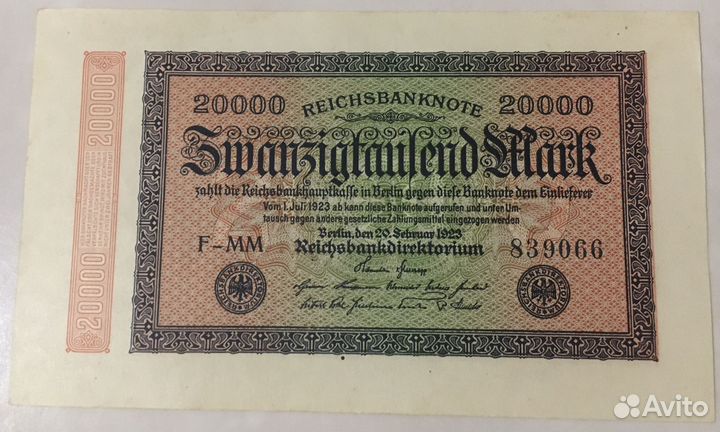 20000 REICHSBANKNOTE 20000
Zwanzigtausend Mark
zahlt die Reichsbankhauptkasse in Berlin gegen diese Banknote dem Einlieferer
Vom 1. Juli 1923 ab kann diese Banknote aufgerufen und unter Um-
tausch gegen andere gesetzliche Zahlungsmittel eingezogen werden
Berlin, den 20. Februar 1923
F-MM Reichsbankdirektorium 839066
20000
20000
Avito